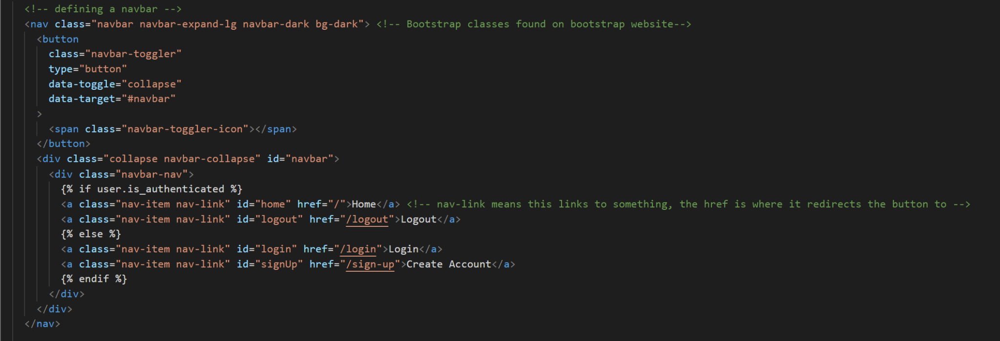 <!-- defining a navbar -->
<nav class="navbar navbar-expand-lg navbar-dark bg-dark"> <!-- Bootstrap classes found on bootstrap website-->
<button
class="navbar-toggler"
type="button"
data-toggle="collapse"
data-target="#navbar"
>
<span class="navbar-toggler-icon"></span>
</button>
<div class="collapse navbar-collapse" id="navbar">
<div class="navbar-nav">
{% if user.is_authenticated %}
<a class="nav-item nav-link" id="home" href="/">Home</a> <!-- nav-link means this links to something, the href is where it redirects the button to -->
<a class="nav-item nav-link" id="logout" href="/logout">Logout</a>
{% else %}
<a class="nav-item nav-link" id="login" href="/login">Login</a>
<a class="nav-item nav-link" id="signUp" href="/sign-up">Create Account</a>
{% endif %}
</div>
</div>
</nav>